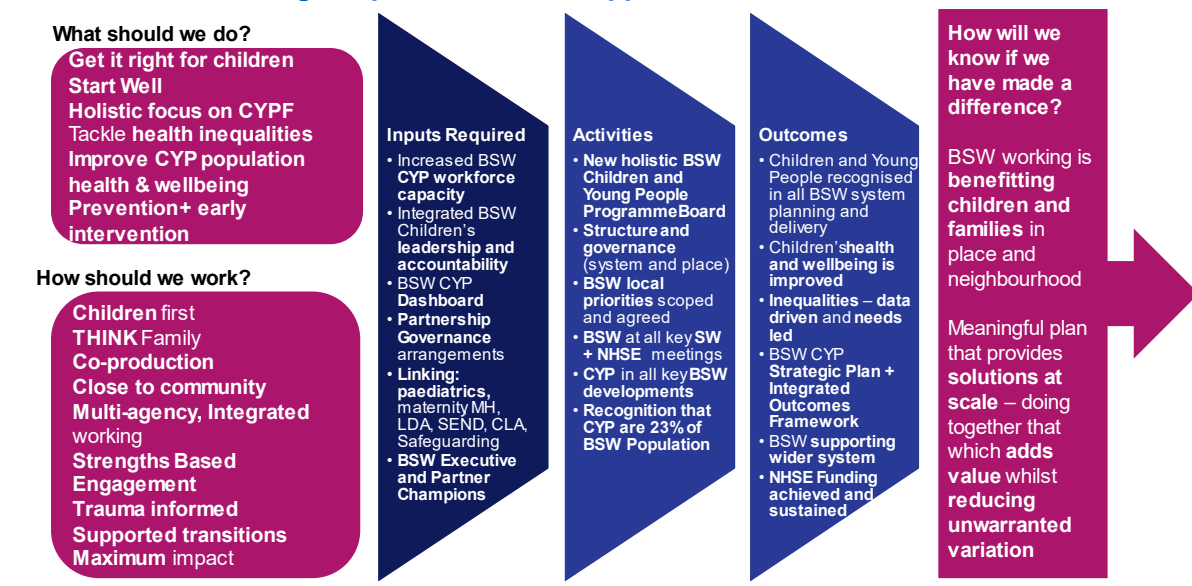 What should we do?
Get it right for children
Start Well
Holistic focus on CYPF
Tackle health inequalities
Improve CYP population
health & wellbeing
Prevention+ early
intervention
How should we work?
Children first
THINK Family
Co-production
Close to community
Multi-agency, Integrated
working
Strengths Based
Engagement
Trauma informed
Supported transitions
Maximum impact
Inputs Required
• Increased BSW
CYP workforce
capacity
• Integrated BSW
Children's
leadership and
accountability
• BSW CYP
Dashboard
• Partnership
Governance
arrangements
• Linking:
paediatrics,
maternity MH,
LDA, SEND, CLA,
Safeguarding
• BSW Executive
and Partner
Champions
Activities
• New holistic BSW
Children and
Young People
ProgrammeBoard
• Structure and
governance
(system and place)
• BSW local
priorities scoped
and agreed
• BSW at all key SW
+ NHSE meetings
• CYP in all key BSW
developments
• Recognition that
CYP are 23% of
BSW Population
Outcomes
• Children and Young
People recognised
in all BSW system
planning and
delivery
• Children'shealth
and wellbeing is
improved
• Inequalities – data
driven and needs
led
• BSW CYP
Strategic Plan +
Integrated
Outcomes
Framework
• BSW supporting
wider system
• NHSE Funding
achieved and
sustained
How will we
know if we
have made a
difference?
BSW working is
benefitting
children and
families in
place and
neighbourhood
Meaningful plan
that provides
solutions at
scale – doing
together that
which adds
value whilst
reducing
unwarranted
variation